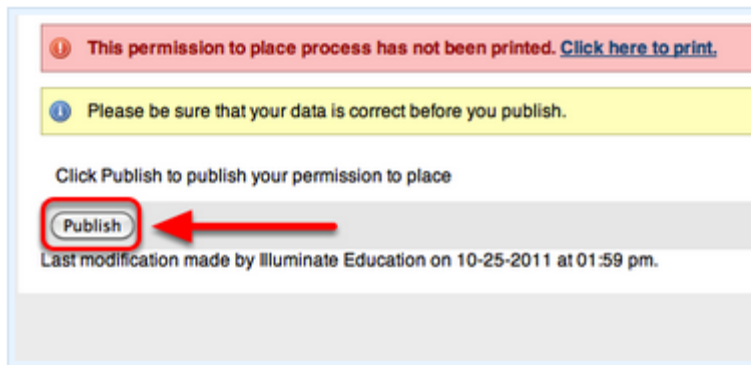 This permission to place process has not been printed. Click here to print.
Please be sure that your data is correct before you publish.
Click Publish to publish your permission to place
Publish
Last modification made by Illuminate Education on 10-25-2011 at 01:59 pm.